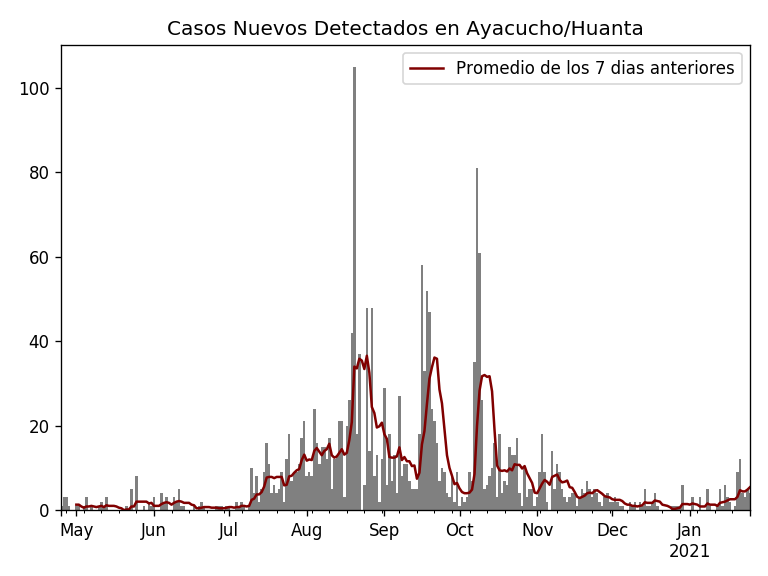 Casos Nuevos Detectados en Ayacucho/Huanta
Promedio de los 7 dias anteriores
100
80
60
40
20
0
May Jun Jul Aug Sep Oct Nov Dec Jan
2021